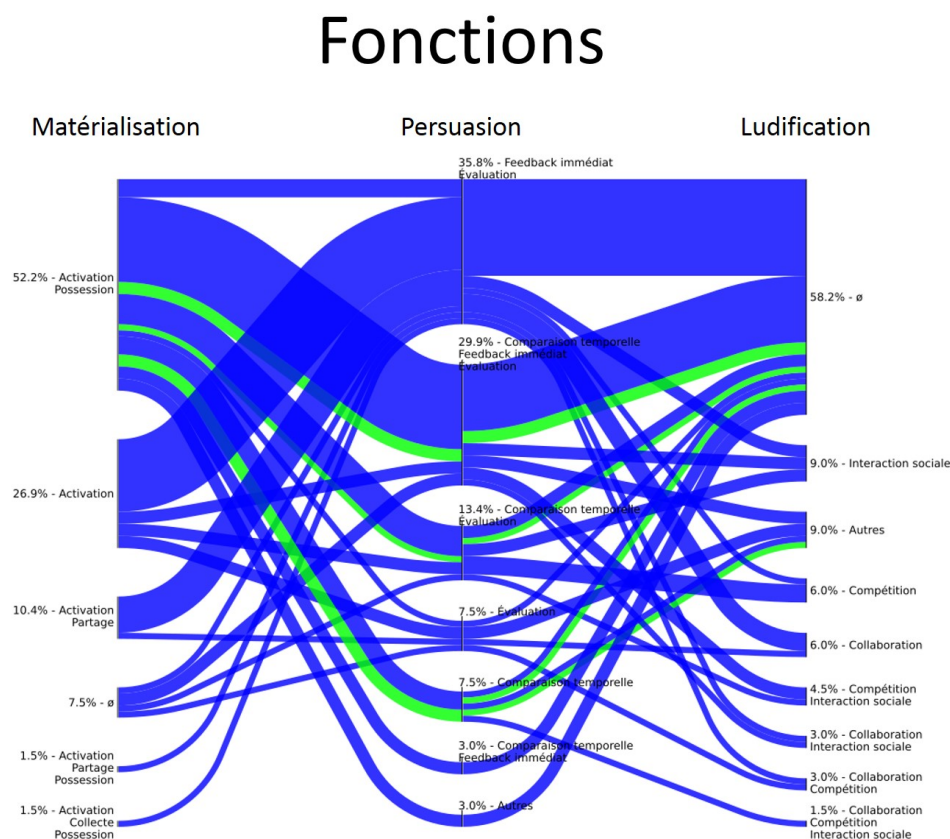 Fonctions
Matérialisation
Persuasion
Ludification
52.2% - Activation
Possession
26.9% - Activation
10.4% - Activation
Partage
7.5% - ø
1.5% - Activation
Partage
Possession
1.5% - Activation
Collecte
Possession
35.8% - Feedback immédiat
Évaluation
29.9% - Comparaison temporelle
Feedback immédiat
Évaluation
13.4% - Comparaison temporelle
Évaluation
7.5% - Évaluation
7.5% - Comparaison temporelle
3.0% - Comparaison temporelle
Feedback immédiat
3.0% - Autres
58.2% - ø
9.0% - Interaction sociale
9.0% - Autres
6.0% - Compétition
6.0% - Collaboration
4.5% - Compétition
Interaction sociale
3.0% - Collaboration
Interaction sociale
3.0% - Collaboration
Compétition
1.5% - Collaboration
Compétition
Interaction sociale